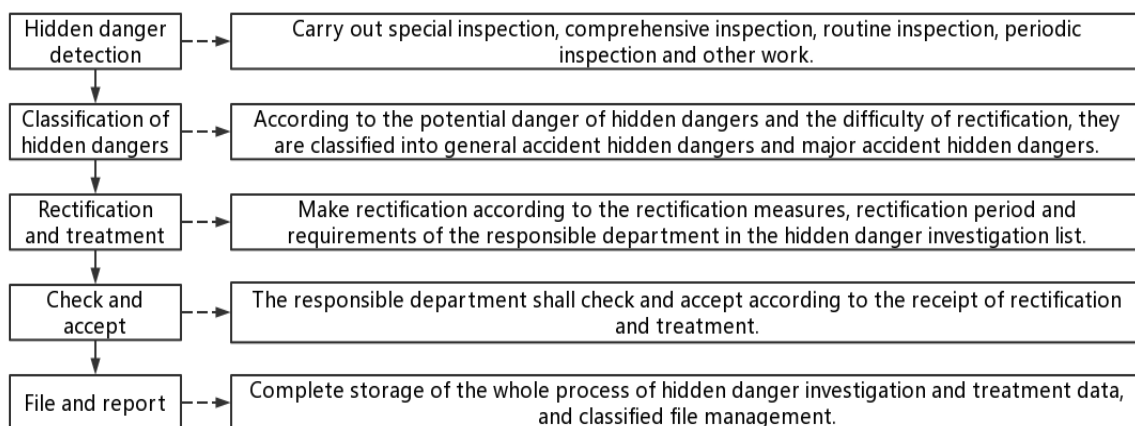 Hidden danger
detection
Carry out special inspection, comprehensive inspection, routine inspection, periodic
inspection and other work.
Classification of
hidden dangers
According to the potential danger of hidden dangers and the difficulty of rectification, they
are classified into general accident hidden dangers and major accident hidden dangers.
Rectification
and treatment
Make rectification according to the rectification measures, rectification period and
requirements of the responsible department in the hidden danger investigation list.
Check and
accept
The responsible department shall check and accept according to the receipt of rectification
and treatment.
File and report
Complete storage of the whole process of hidden danger investigation and treatment data,
and classified file management.